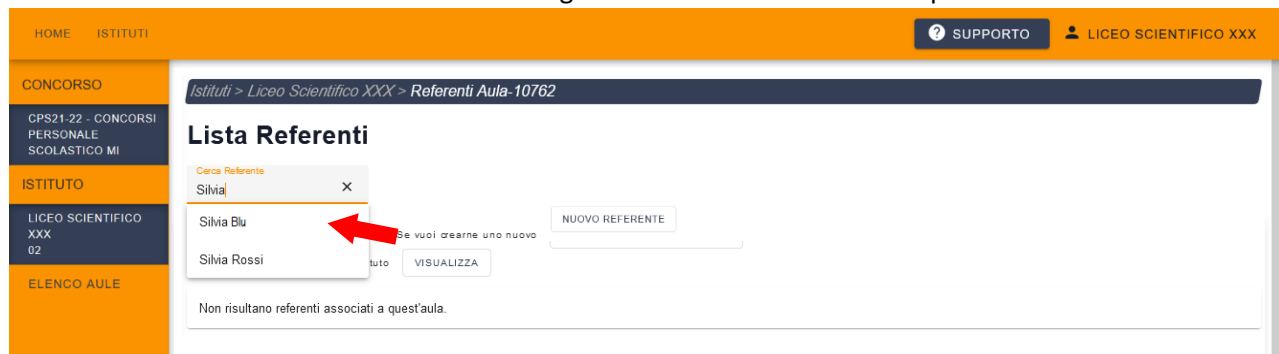 HOME ISTITUTI
? SUPPORTO
LICEO SCIENTIFICO XXX
CONCORSO
CPS21-22 - CONCORSI
PERSONALE
SCOLASTICO MI
ISTITUTO
LICEO SCIENTIFICO
XXX
02
ELENCO AULE
Istituti > Liceo Scientifico XXX > Referenti Aula-10762
Lista Referenti
Cerca Referente
Silvia
Silvia Blu
Silvia Rossi
Se vuoi crearne uno nuovo
NUOVO REFERENTE
tuto
VISUALIZZA
Non risultano referenti associati a quest'aula.